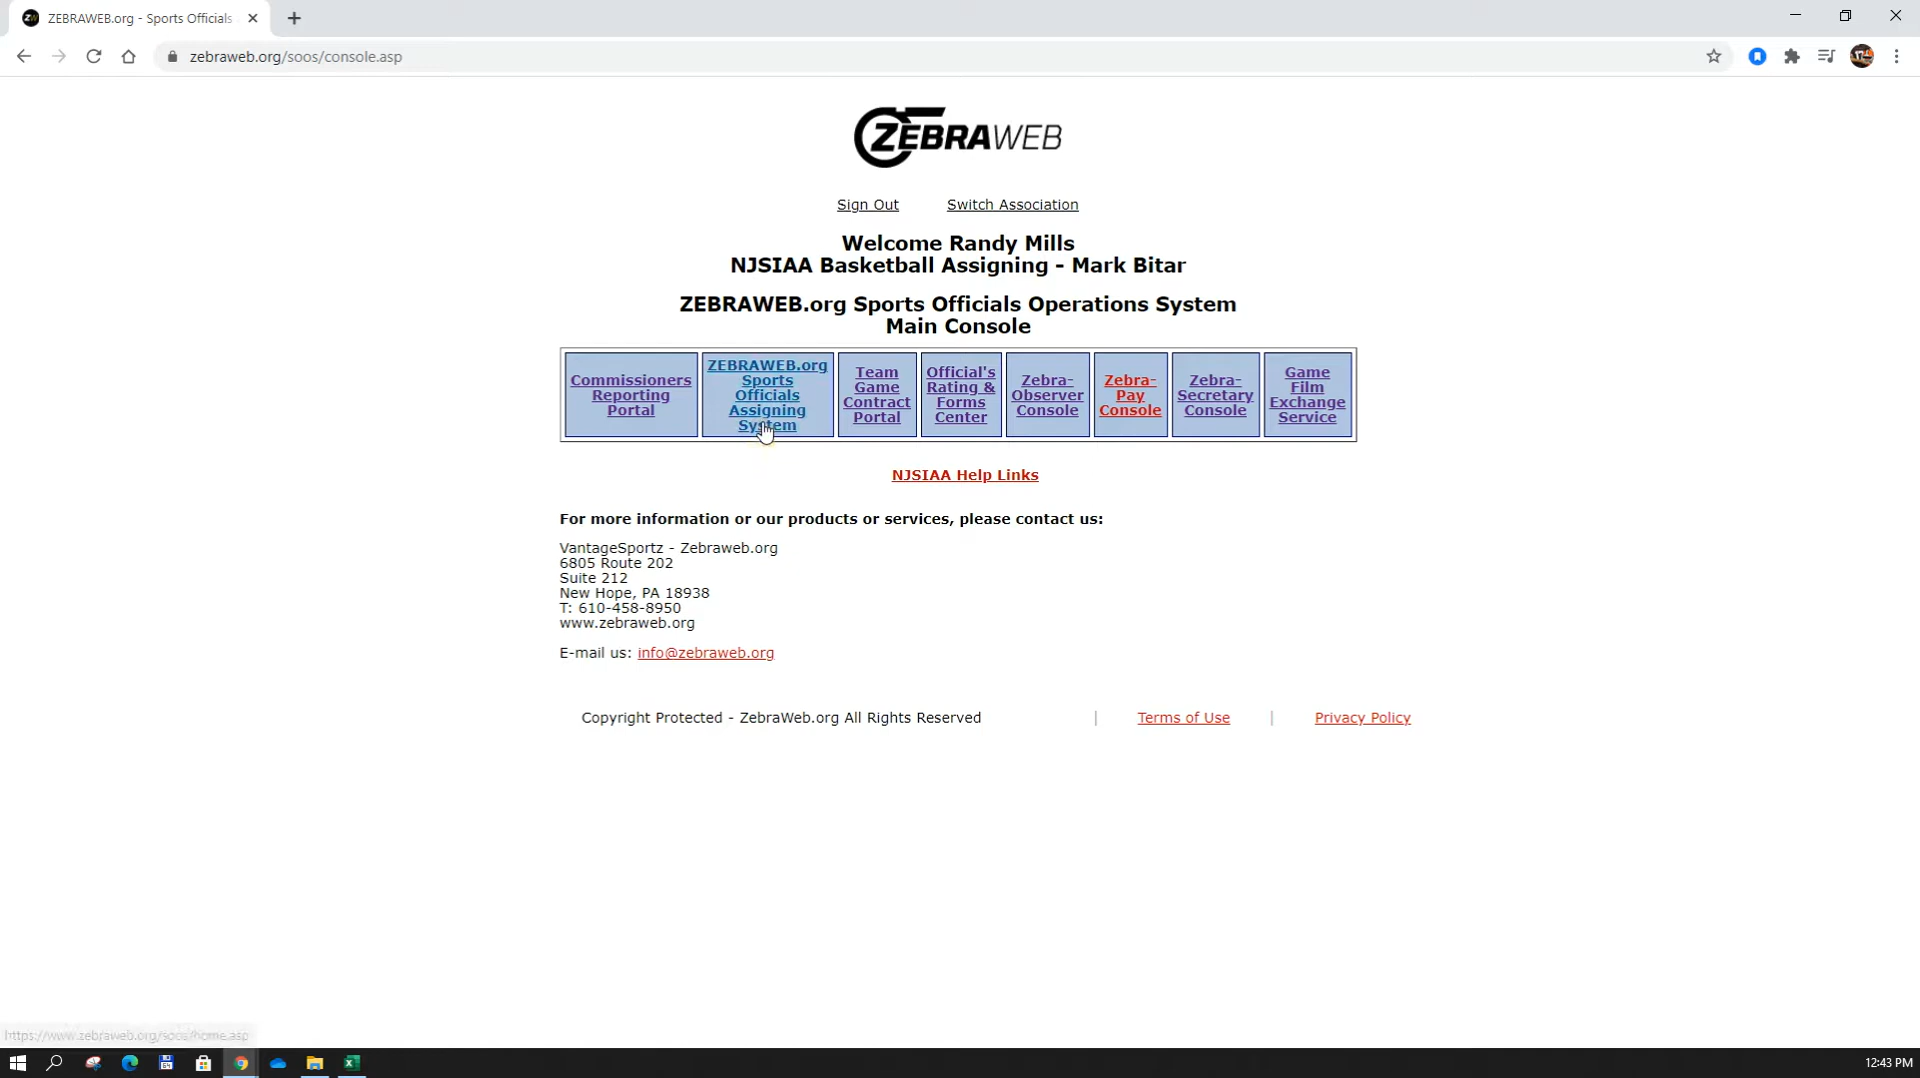 ZEBRAWEB.org - Sports Officials
zebraweb.org/soos/console.asp
ZEBRAWEB
Sign Out Switch Association
Welcome Randy Mills
NJSIAA Basketball Assigning - Mark Bitar
ZEBRAWEB.org Sports Officials Operations System
Main Console
Commissioners
Reporting
Portal
ZEBRAWEB.org
Sports
Officials
Assigning
System
Team
Game
Contract
Portal
Official's
Rating &
Forms
Center
Zebra-
Observer
Console
Zebra-
Pay
Console
Zebra-
Secretary
Console
Game
Film
Exchange
Service
NJSIAA Help Links
For more information or our products or services, please contact us:
VantageSportz - Zebraweb.org
6805 Route 202
Suite 212
New Hope, PA 18938
T: 610-458-8950
www.zebraweb.org
E-mail us: info@zebraweb.org
Copyright Protected - ZebraWeb.org All Rights Reserved | Terms of Use | Privacy Policy
https://www.zebraweb.org/soos/home.asp
12:43 PM